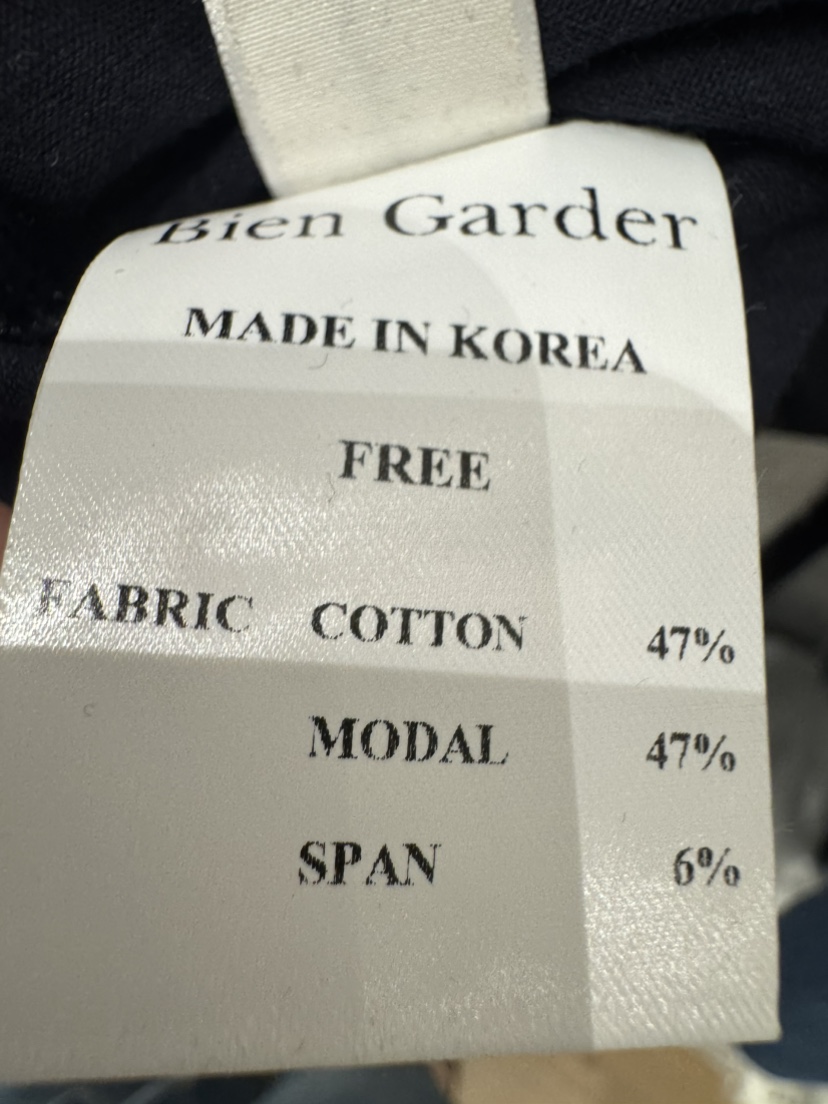 Bien Garder
MADE IN KOREA
FREE
FABRIC COTTON 47%
MODAL 47%
SPAN 6%